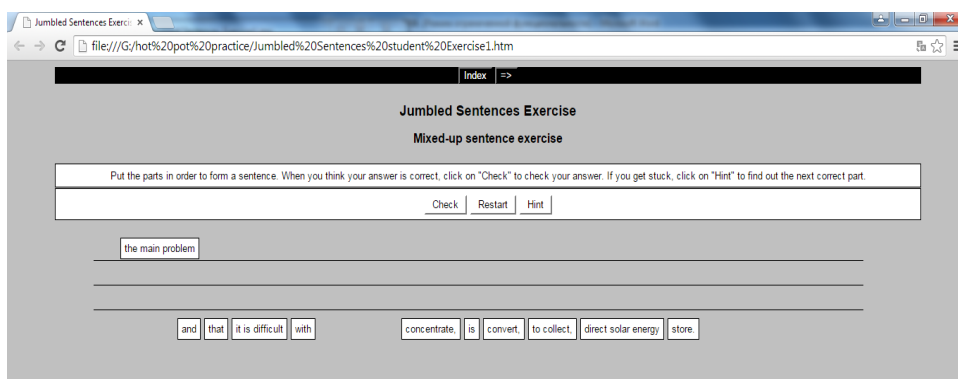 Jumbled Sentences Exerci
file:///G:/hot%20pot%20practice/Jumbled%20Sentences%20student%20Exercise1.htm
Index =>
Jumbled Sentences Exercise
Mixed-up sentence exercise
Put the parts in order to form a sentence. When you think your answer is correct, click on "Check" to check your answer. If you get stuck, click on "Hint" to find out the next correct part.
Check Restart Hint
the main problem
and that it is difficult with concentrate, is convert, to collect, direct solar energy store.